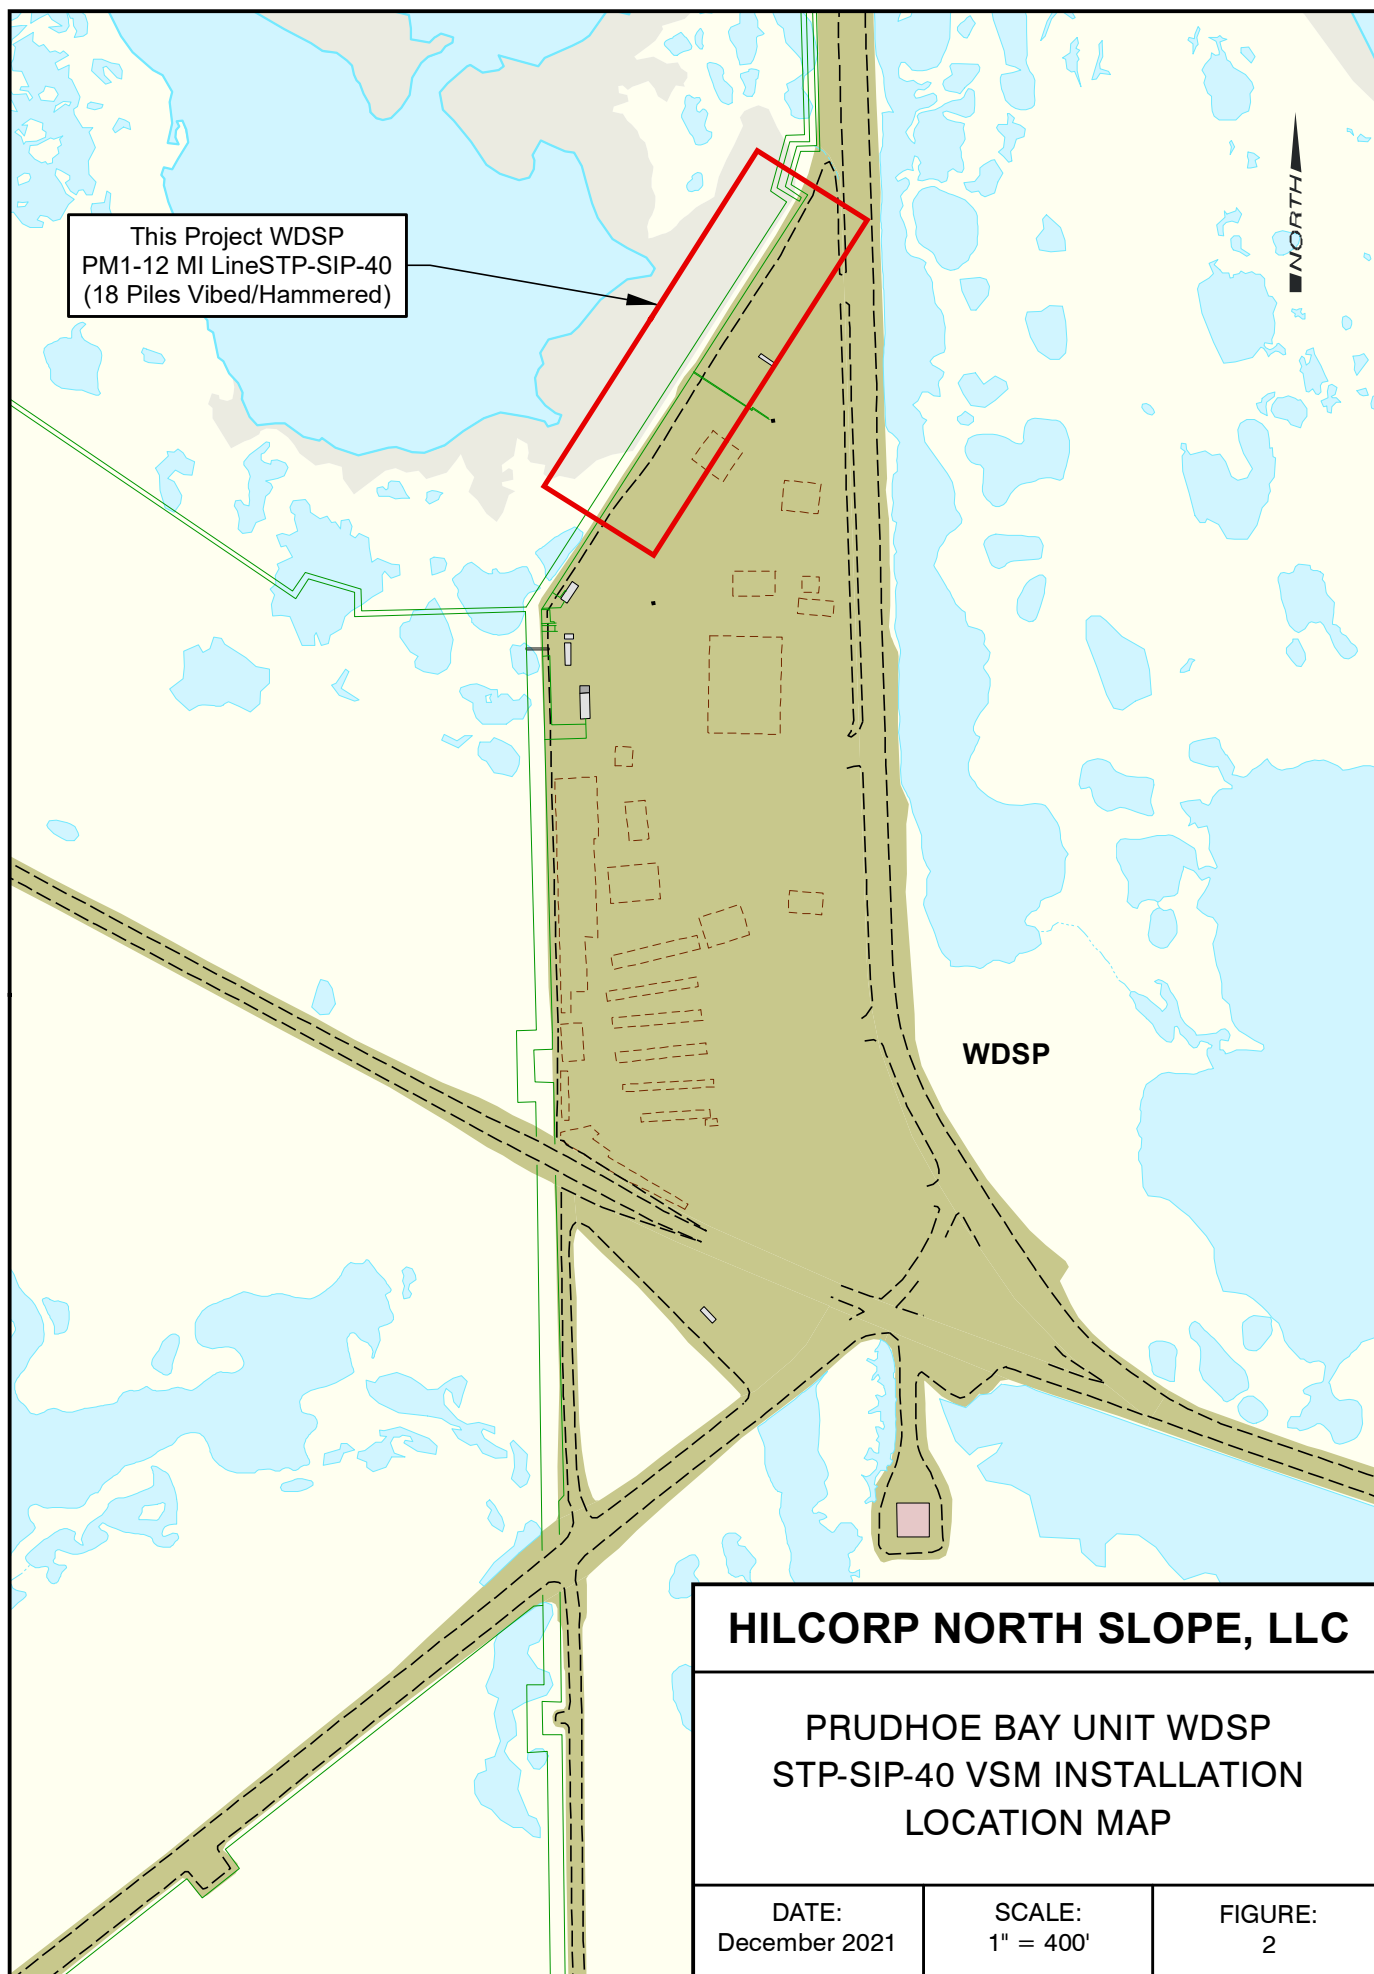 This Project WDSP
PM1-12 MI LineSTP-SIP-40
(18 Piles Vibed/Hammered)
NORTH
WDSP
HILCORP NORTH SLOPE, LLC
PRUDHOE BAY UNIT WDSP
STP-SIP-40 VSM INSTALLATION
LOCATION MAP
DATE:
December 2021
SCALE:
1" = 400'
FIGURE:
2